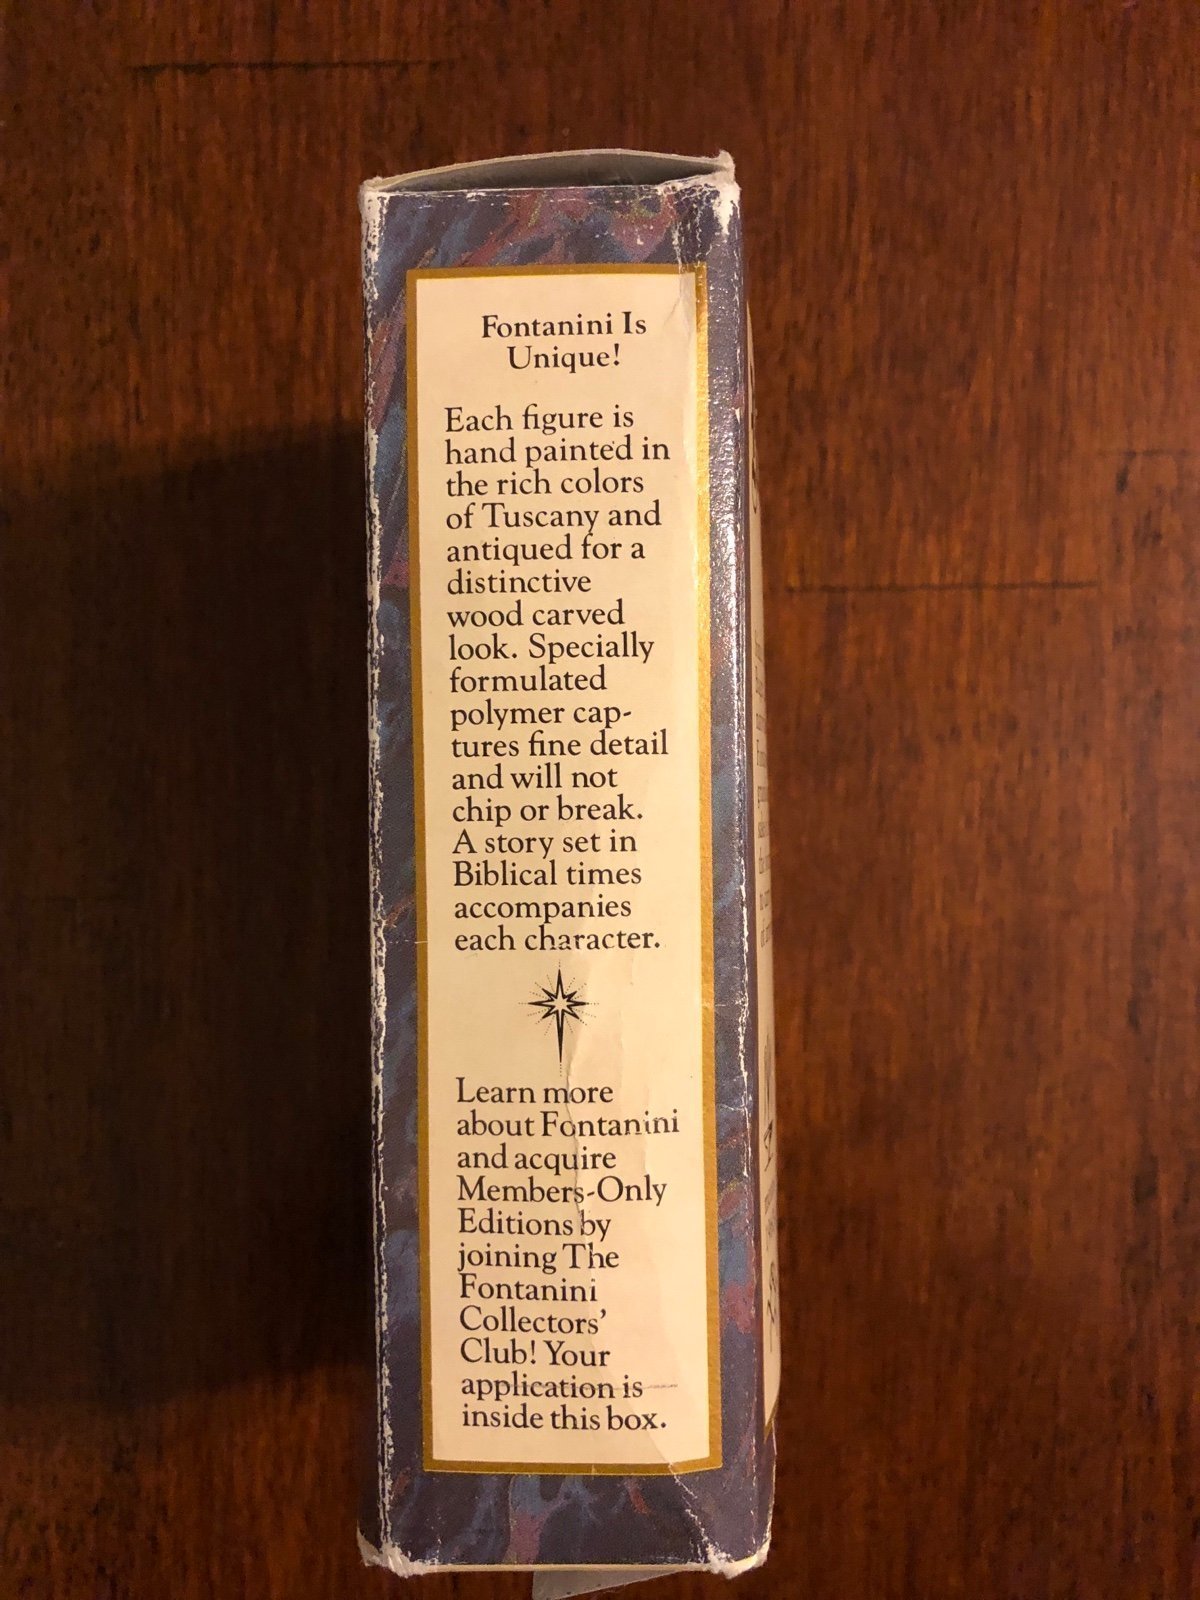 Fontanini Is
Unique!
Each figure is
hand painted in
the rich colors
of Tuscany and
antiqued for a
distinctive
wood carved
look. Specially
formulated
polymer cap-
tures fine detail
and will not
chip or break.
A story set in
Biblical times
accompanies
each character.
Learn more
about Fontanini
and acquire
Members-Only
Editions by
joining The
Fontanini
Collectors'
Club! Your
application is
inside this box.